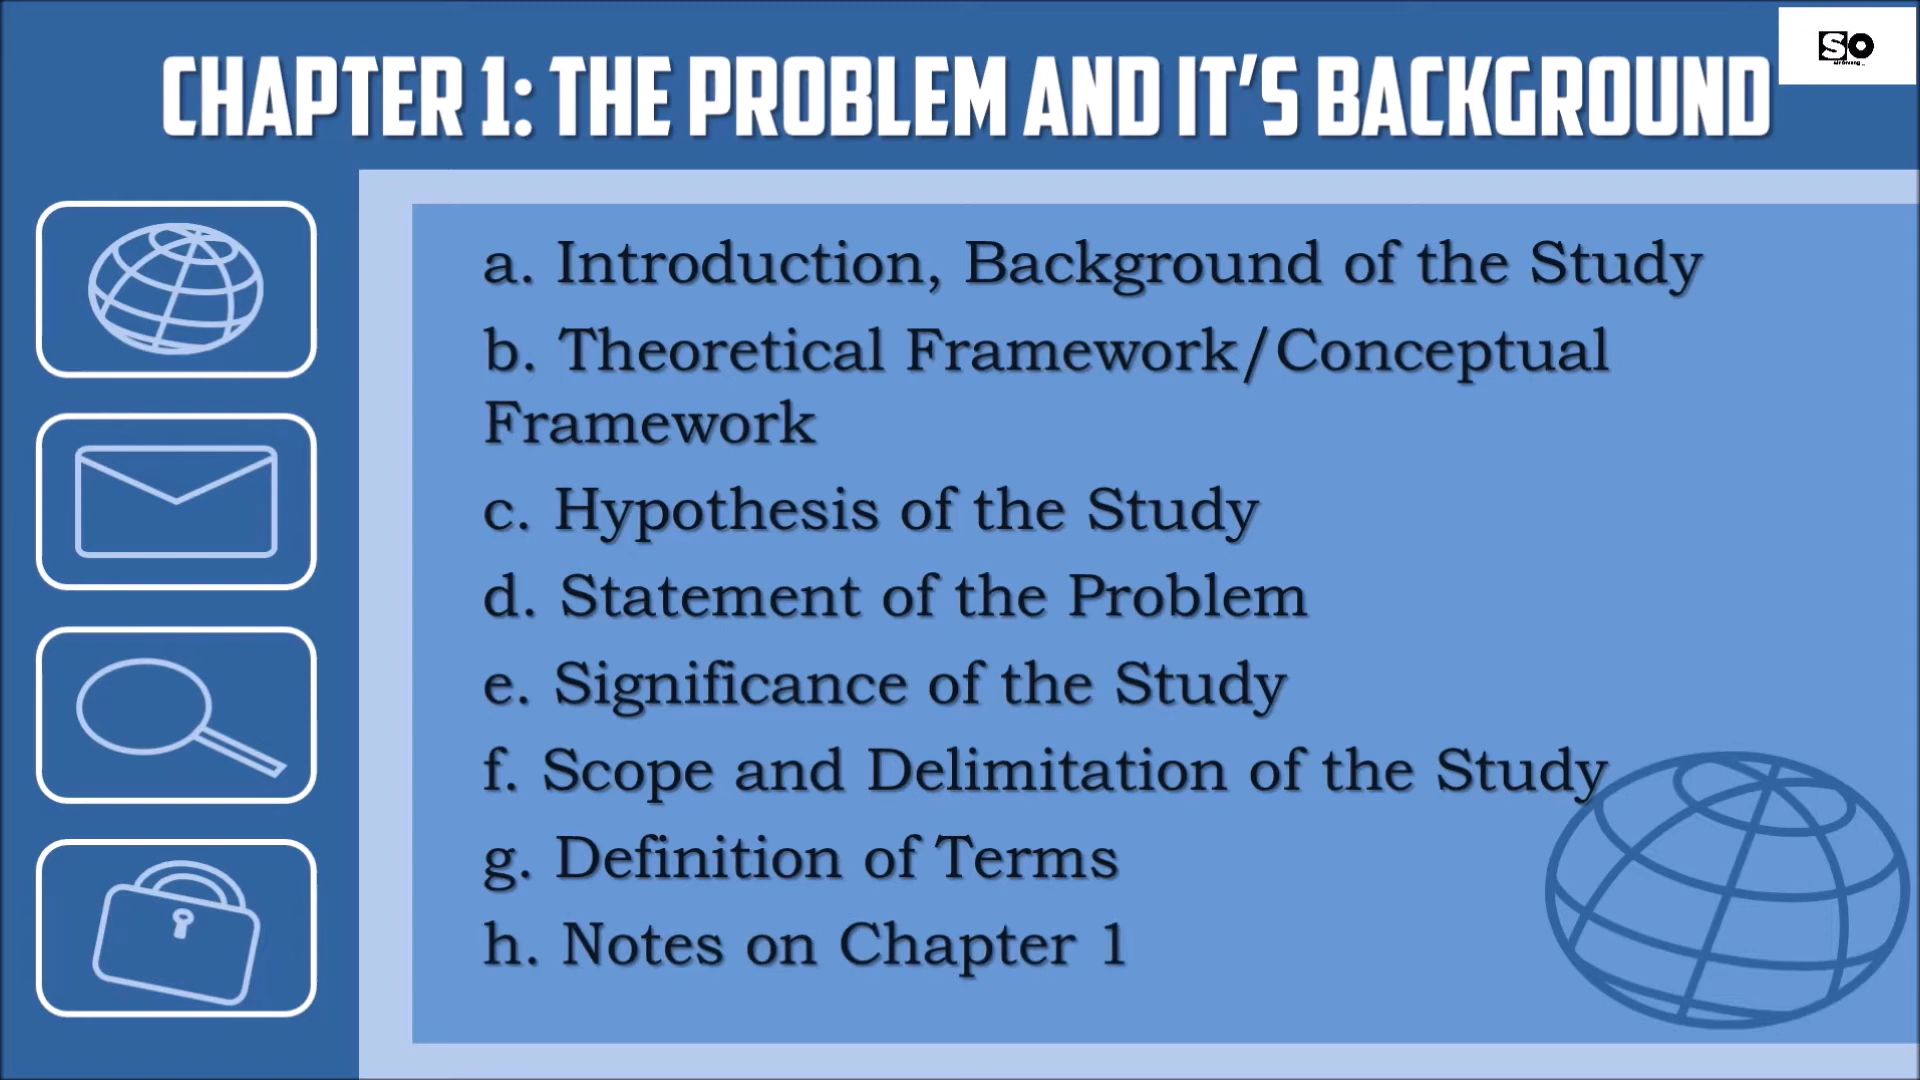 CHAPTER 1: THE PROBLEM AND IT'S BACKGROUND
SO
a. Introduction, Background of the Study
b. Theoretical Framework/Conceptual
Framework
c. Hypothesis of the Study
d. Statement of the Problem
e. Significance of the Study
f. Scope and Delimitation of the Study
g. Definition of Terms
h. Notes on Chapter 1